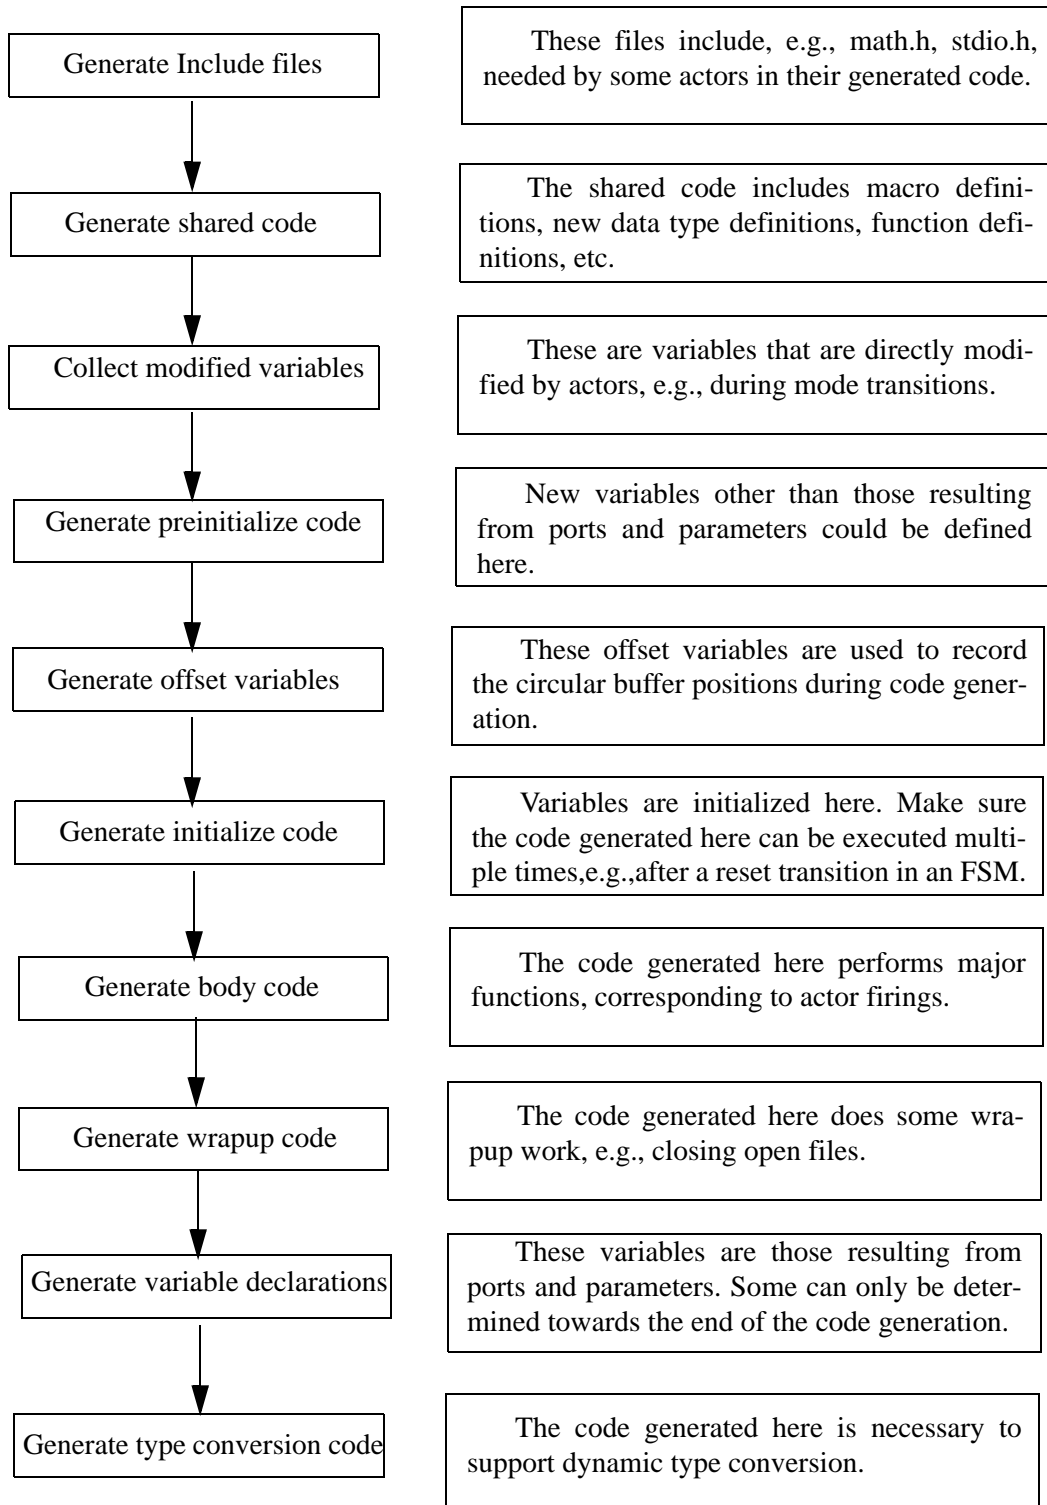 Generate Include files
These files include, e.g., math.h, stdio.h,
needed by some actors in their generated code.
Generate shared code
The shared code includes macro defini-
tions, new data type definitions, function defi-
nitions, etc.
Collect modified variables
These are variables that are directly modi-
fied by actors, e.g., during mode transitions.
Generate preinitialize code
New variables other than those resulting
from ports and parameters could be defined
here.
Generate offset variables
These offset variables are used to record
the circular buffer positions during code gener-
ation.
Generate initialize code
Variables are initialized here. Make sure
the code generated here can be executed multi-
ple times,e.g.,after a reset transition in an FSM.
Generate body code
The code generated here performs major
functions, corresponding to actor firings.
Generate wrapup code
The code generated here does some wra-
pup work, e.g., closing open files.
Generate variable declarations
These variables are those resulting from
ports and parameters. Some can only be deter-
mined towards the end of the code generation.
Generate type conversion code
The code generated here is necessary to
support dynamic type conversion.